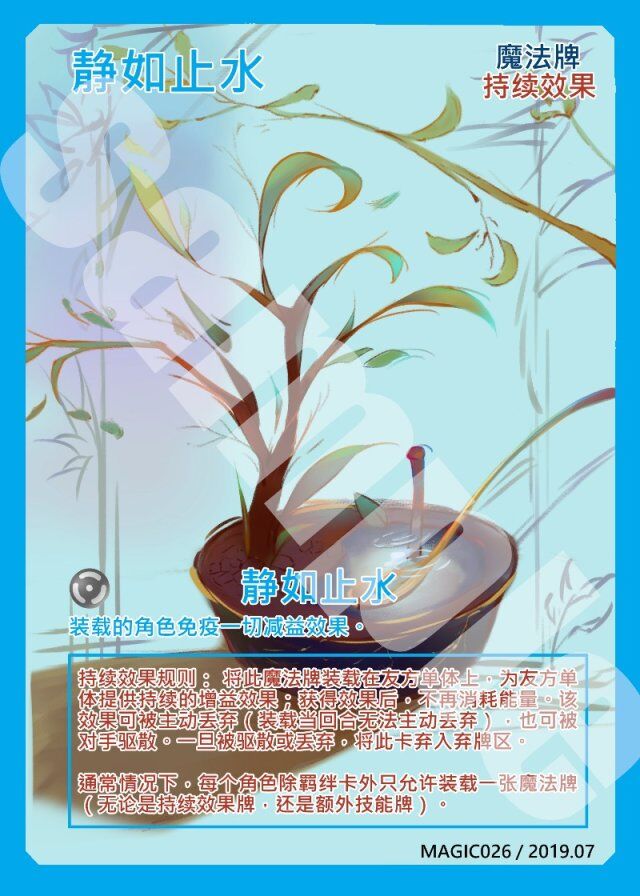 静如止水
魔法牌
持续效果
静如止水
装载的角色免疫一切减益效果。
持续效果规则：将此魔法牌装载在友方单体上，为友方单
体提供持续的增益效果；获得效果后，不再消耗能量。该
效果可被主动丢弃（装载当回合无法主动丢弃），也可被
对手驱散。一旦被驱散或丢弃，将此卡弃入弃牌区。
通常情况下，每个角色除羁绊卡外只允许装载一张魔法牌
（无论是持续效果牌，还是额外技能牌）。
MAGIC026 / 2019.07